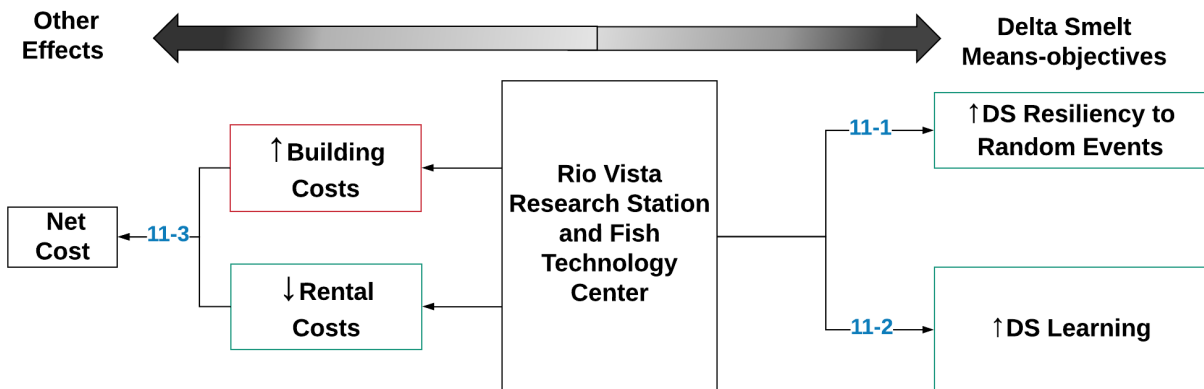 Other
Effects
Delta Smelt
Means-objectives
↑Building
Costs
Net
Cost
11-3
↓Rental
Costs
Rio Vista
Research Station
and Fish
Technology
Center
11-1
↑DS Resiliency to
Random Events
11-2
↑DS Learning